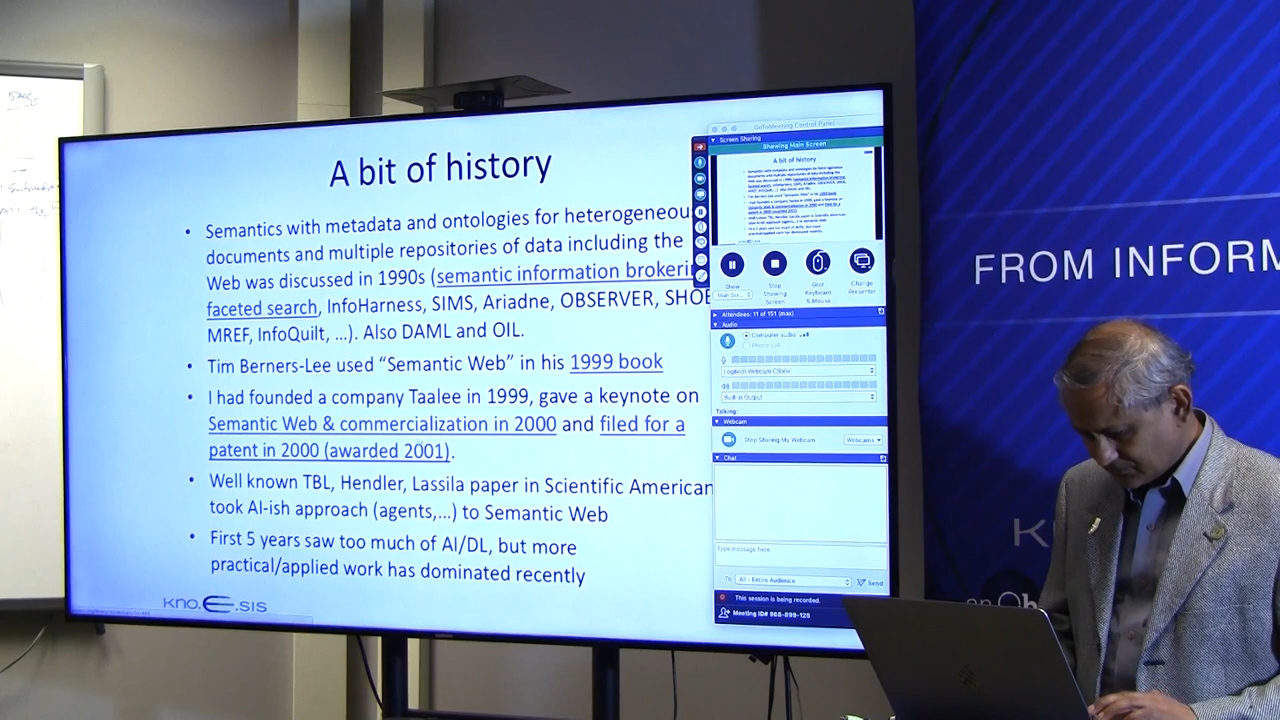 A bit of history
• Semantics with metadata and ontologies for heterogeneou
documents and multiple repositories of data including the
Web was discussed in 1990s (semantic information brokerin
faceted search, InfoHarness, SIMS, Ariadne, OBSERVER, SHOE
MREF, InfoQuilt, ...). Also DAML and OIL.
• Tim Berners-Lee used “Semantic Web” in his 1999 book
• I had founded a company Taalee in 1999, gave a keynote on
Semantic Web & commercialization in 2000 and filed for a
patent in 2000 (awarded 2001).
• Well known TBL, Hendler, Lassila paper in Scientific American
took AI-ish approach (agents,...) to Semantic Web
• First 5 years saw too much of AI/DL, but more
practical/applied work has dominated recently
kno.e.sis
GoToMeeting Control Panel
Screen Sharing
Showing Main Screen
A bit of history
Show
Main Sc...
Stop
Showing
Screen
Give
Keyboard
& Mouse
Change
Presenter
Attendees: 11 of 151 (max)
Audio
Computer audio
Phone call
Built-in Output
Talking:
Webcam
Stop Sharing My Webcam
Webcams
Chat
Type message here.
To: All - Entire Audience
Send
This session is being recorded.
Meeting ID# 868-899-125
FROM INFORM